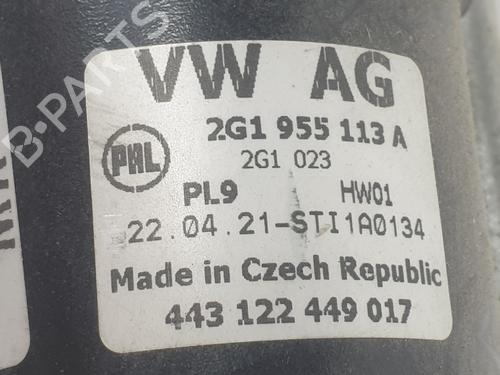 B-PARTS
VW AG
2G1 955 113 A
PAL
2G1 023
PL9 HW01
22.04.21-STI1A0134
Made in Czech Republic
443 122 449 017